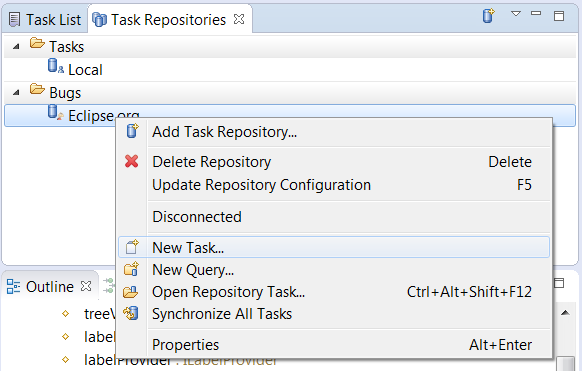 Task List Task Repositories
Tasks
Local
Bugs
Eclipse.org
Add Task Repository...
Delete Repository Delete
Update Repository Configuration F5
Disconnected
New Task...
New Query...
Open Repository Task... Ctrl+Alt+Shift+F12
Synchronize All Tasks
Properties Alt+Enter
Outline
treeV
label
labelProvider : ILabelProvider